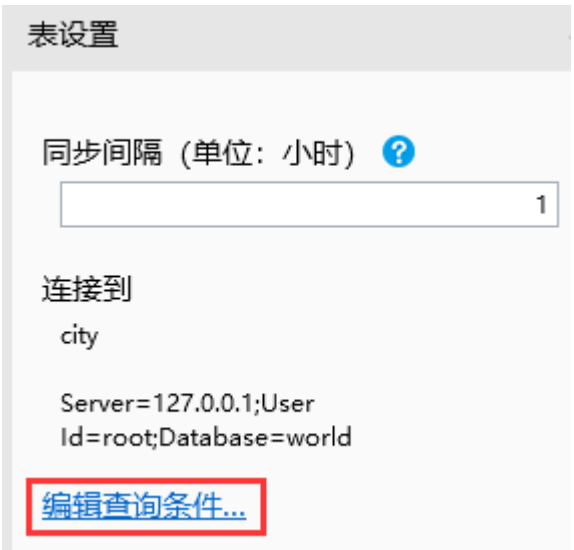 表设置
同步间隔（单位：小时） ?
1
连接到
city
Server=127.0.0.1;User
Id=root;Database=world
编辑查询条件...